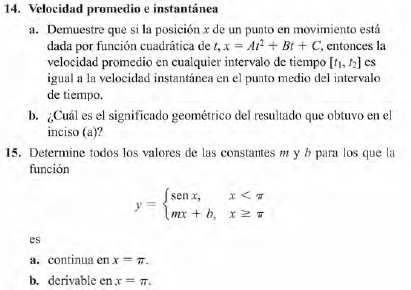 14. Velocidad promedio e instantánea
a. Demuestre que si la posición x de un punto en movimiento está
dada por función cuadrática de t, x = At² + Bt + C, entonces la
velocidad promedio en cualquier intervalo de tiempo [t₁, t₂] es
igual a la velocidad instantánea en el punto medio del intervalo
de tiempo.
b. ¿Cuál es el significado geométrico del resultado que obtuvo en el
inciso (a)?
15. Determine todos los valores de las constantes m y b para los que la
función
y = { sen x, x < π
mx + b, x ≥ π
es
a. continua en x = π.
b. derivable en x = π.